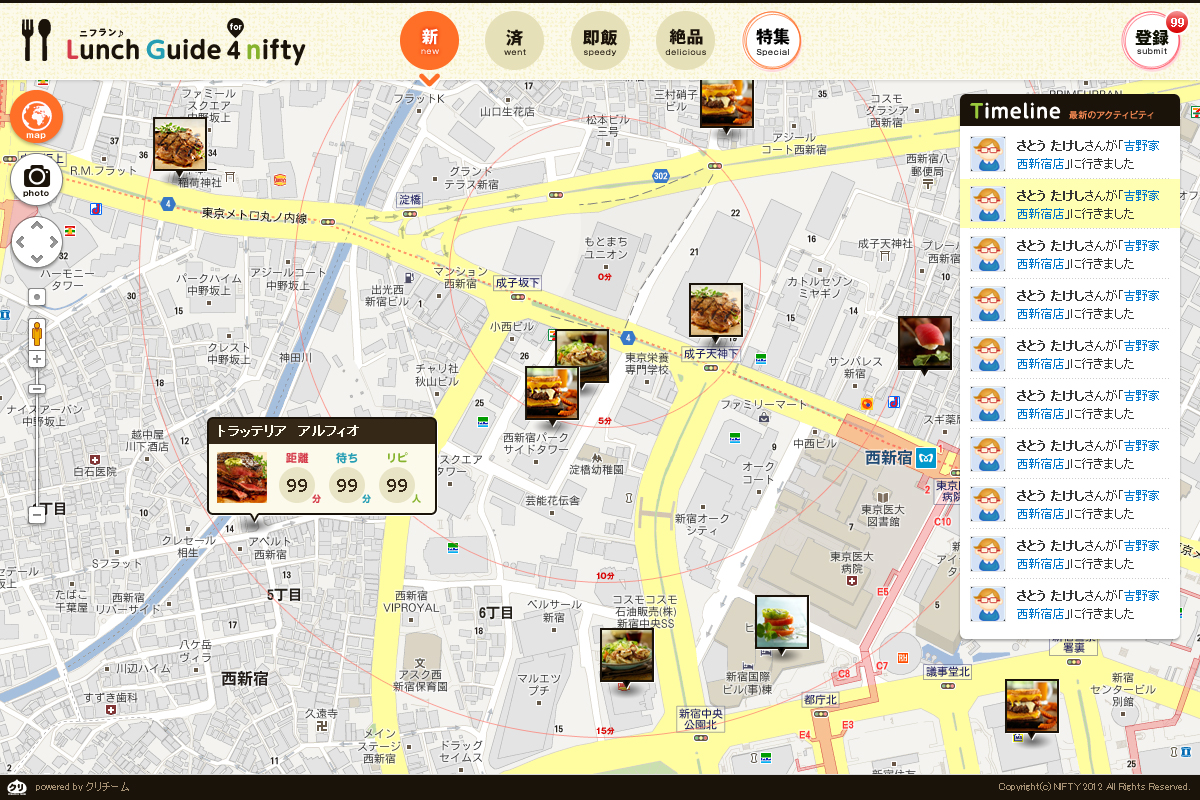 ニフラン♪
for
Lunch Guide 4 nifty
新
new
済
went
即飯
speedy
絶品
delicious
特集
Special
登録
submit
99
map
photo
ファミール
スクエア
中野坂上
フラットK
山口生花店
松本ビル
三号
三村硝子
ビル
アジール
コート西新宿
コスモ
グラシア
西新宿
西新宿八
郵便局
R.M.フラット
稲荷神社
グランド
テラス新宿
淀橋
302
4
東京メトロ丸ノ内線
もとまち
ユニオン
0分
成子天神社
カトルセゾン
ミヤギノ
ハーモニー
タワー
パークハイム
中野坂上
アジールコート
中野坂上
マンション
西新宿
出光西
新宿ビル
成子坂下
小西ビル
4
東京栄養
専門学校
成子天神下
サンパレス
新宿
クレスト
中野坂上
神田川
チャリ社
秋山ビル
ファミリーマート
中西ビル
5分
西新宿パーク
サイドタワー
淀橋幼稚園
オーク
コート
西新宿
ナイスアーバン
中野坂上
越中屋
川下酒店
白石医院
トラッテリア　アルフィオ
距離
待ち
リピ
99分
99分
99人
スクエア
タワー
芸能花伝舎
新宿オーク
シティ
東京医大
図書館
東京医大
病院
C10
E5
クレセール
相生
アペルト
西新宿
Sフラット
たばこ
千葉屋
西新宿
リバーサイド
5丁目
10分
西新宿
VIPROYAL
6丁目
ベルサール
新宿
コスモコスモ
石油販売(株)
新宿中央SS
八ケ岳
ヴィラ
川辺ハイム
西新宿
すずき歯科
久遠寺
アスク西
新宿保育園
マルエツ
プチ
新宿国際
ビル(事)棟
C8
C7
議事堂北
都庁北
E3
E4
新宿
センタービル
別館
新宿中央
公園北
15分
メイン
ステージ
西新宿
ドラッグ
セイムス
Timeline 最新のアクティビティ
さとう たけしさんが「吉野家
西新宿店」に行きました
さとう たけしさんが「吉野家
西新宿店」に行きました
さとう たけしさんが「吉野家
西新宿店」に行きました
さとう たけしさんが「吉野家
西新宿店」に行きました
さとう たけしさんが「吉野家
西新宿店」に行きました
さとう たけしさんが「吉野家
西新宿店」に行きました
さとう たけしさんが「吉野家
西新宿店」に行きました
さとう たけしさんが「吉野家
西新宿店」に行きました
さとう たけしさんが「吉野家
西新宿店」に行きました
さとう たけしさんが「吉野家
西新宿店」に行きました
powered by クリチーム
Copyright(c) NIFTY 2012 All Rights Reserved.